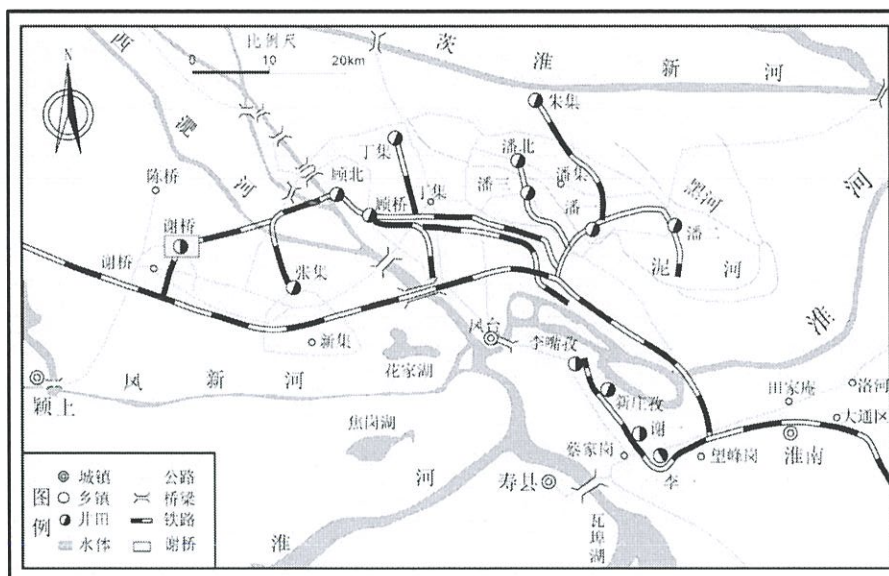 比例尺
0 10 20km
N
茨 淮 新 河
西 淝 河
朱集
丁集
潘北
潘集
潘三
丁集
顾北
顾桥
陈桥
谢桥
谢桥
张集
潘
潘二
黑河
泥 河
淮 河
新集
凤台
李嘴孜
花家湖
颍上
凤 新 河
新庄孜
田家庵
洛河
大通区
焦岗湖
谢
蔡家岗
望峰岗
淮南
李
寿县
淮 河
瓦埠湖
图例
城镇
公路
乡镇
桥梁
井田
铁路
水体
谢桥